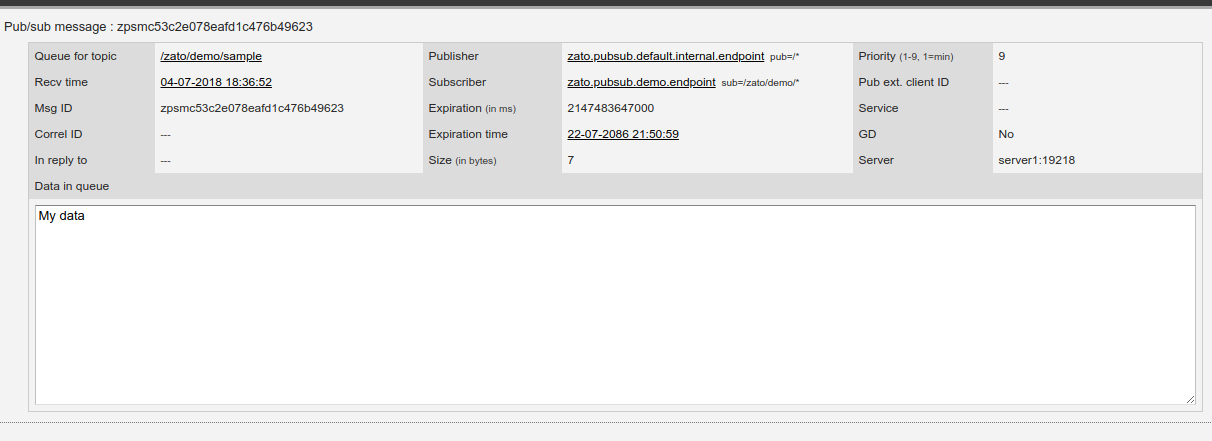 Pub/sub message : zpsmc53c2e078eafd1c476b49623
Queue for topic /zato/demo/sample Publisher zato.pubsub.default.internal.endpoint pub=/* Priority (1-9, 1=min) 9
Recv time 04-07-2018 18:36:52 Subscriber zato.pubsub.demo.endpoint sub=/zato/demo/* Pub ext. client ID ---
Msg ID zpsmc53c2e078eafd1c476b49623 Expiration (in ms) 2147483647000 Service ---
Correl ID --- Expiration time 22-07-2086 21:50:59 GD No
In reply to --- Size (in bytes) 7 Server server1:19218
Data in queue
My data